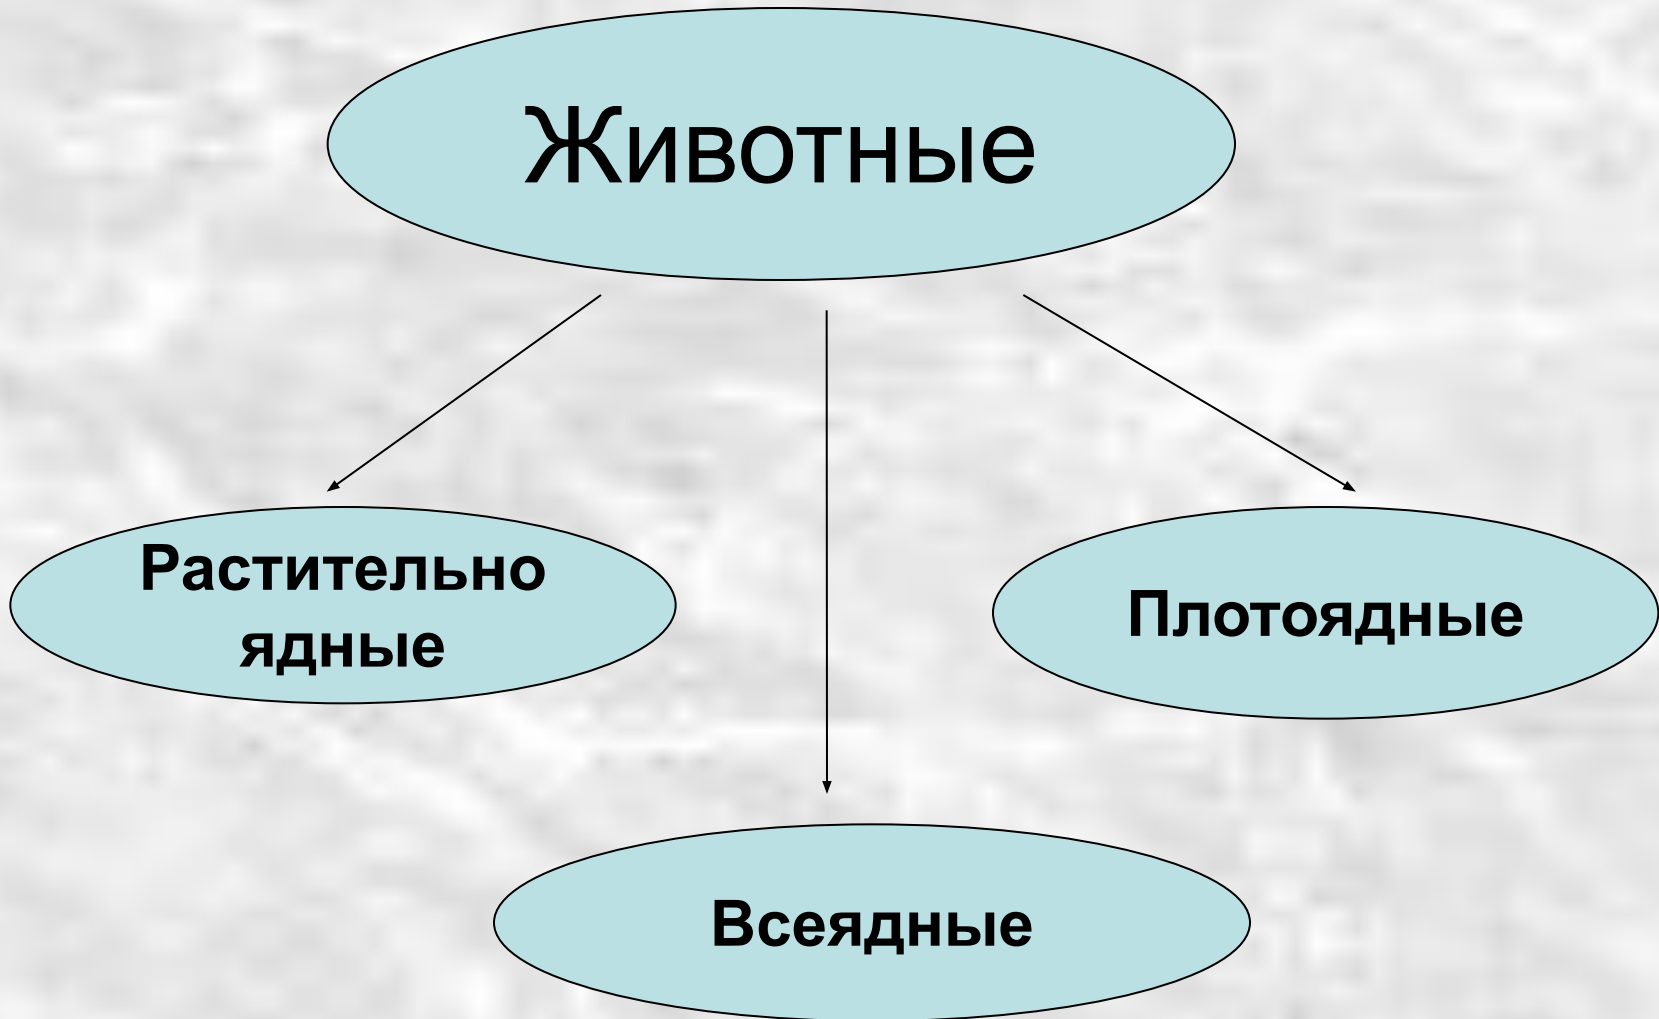 Животные
Растительно
ядные
Плотоядные
Всеядные